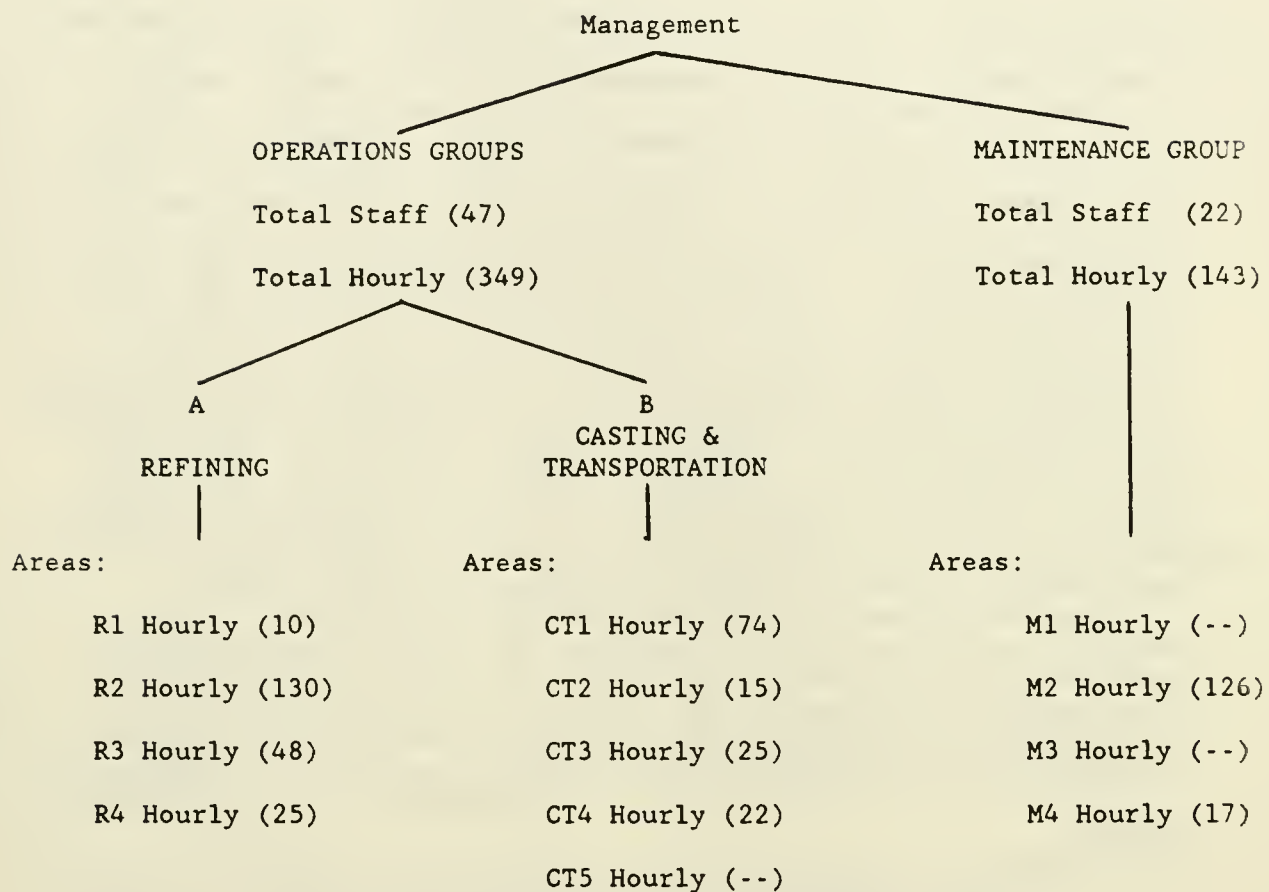 Management
OPERATIONS GROUPS
Total Staff (47)
Total Hourly (349)
MAINTENANCE GROUP
Total Staff (22)
Total Hourly (143)
A
REFINING
B
CASTING &
TRANSPORTATION
Areas:
R1 Hourly (10)
R2 Hourly (130)
R3 Hourly (48)
R4 Hourly (25)
Areas:
CT1 Hourly (74)
CT2 Hourly (15)
CT3 Hourly (25)
CT4 Hourly (22)
CT5 Hourly (--)
Areas:
M1 Hourly (--)
M2 Hourly (126)
M3 Hourly (--)
M4 Hourly (17)